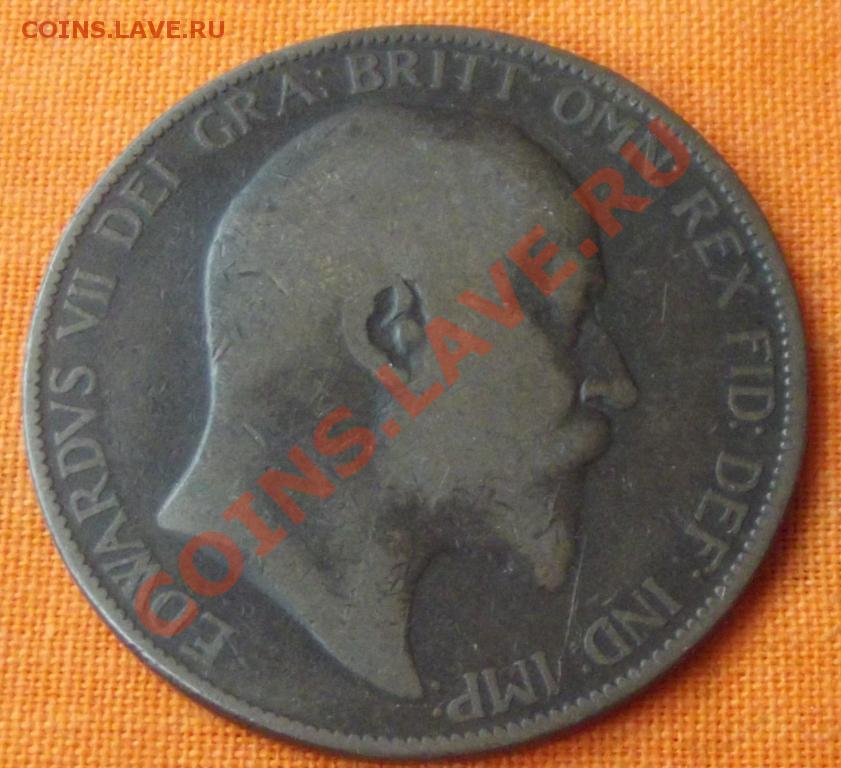 COINS.LAVE.RU
EDWARDVS VII DEI GRA: BRITT: OMN: REX FID: DEF: IND: IMP:
COINS.LAVE.RU